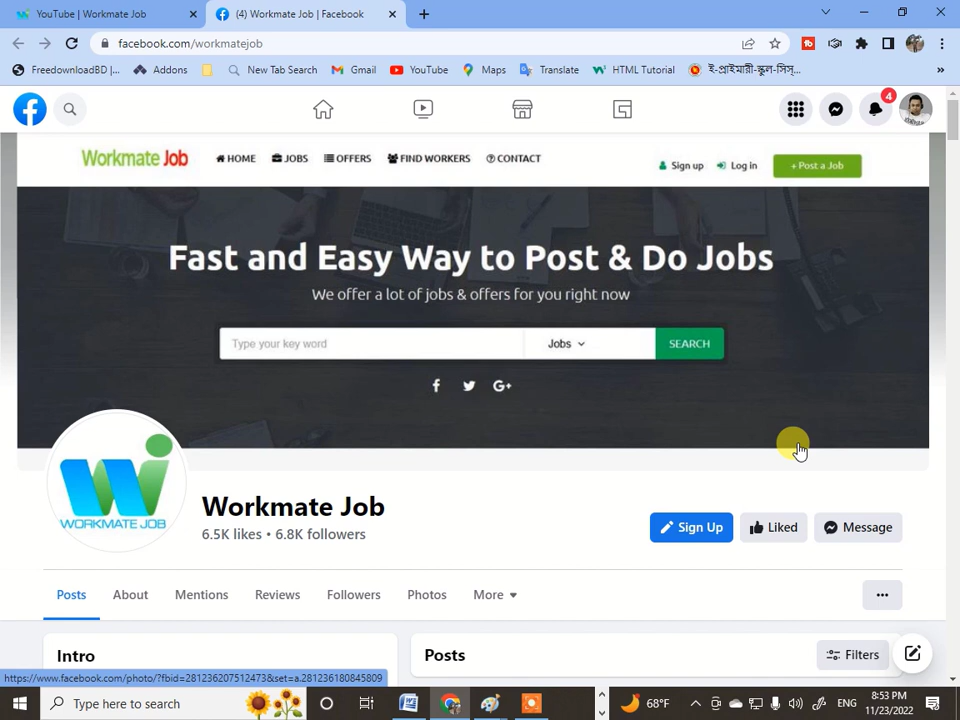 YouTube | Workmate Job
(4) Workmate Job | Facebook
facebook.com/workmatejob
FreedownloadBD |...
Addons
New Tab Search
Gmail
YouTube
Maps
Translate
HTML Tutorial
ই-প্রাইমারী-স্কুল-সিস্...
4
Workmate Job
HOME
JOBS
OFFERS
FIND WORKERS
CONTACT
Sign up
Log in
+ Post a Job
Fast and Easy Way to Post & Do Jobs
We offer a lot of jobs & offers for you right now
Type your key word
Jobs
SEARCH
WORKMATE JOB
Workmate Job
6.5K likes • 6.8K followers
Sign Up
Liked
Message
Posts
About
Mentions
Reviews
Followers
Photos
More
Intro
Posts
Filters
https://www.facebook.com/photo/?fbid=281236207512473&set=a.281236180845809
Type here to search
68°F
ENG
8:53 PM
11/23/2022